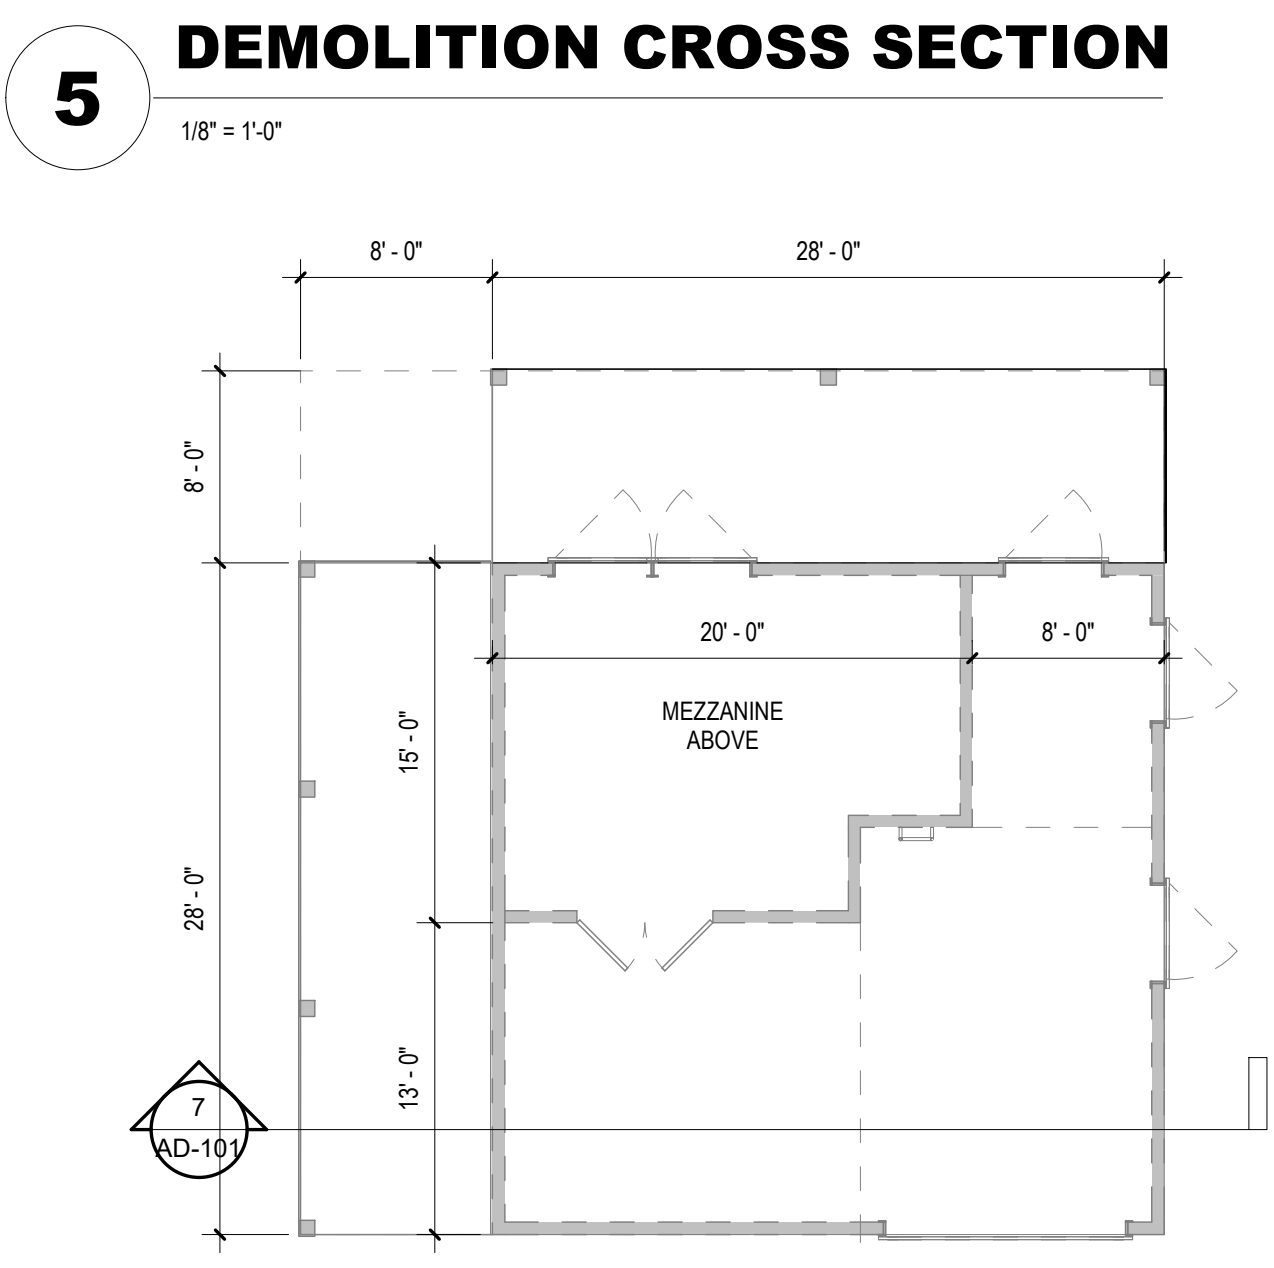 5
DEMOLITION CROSS SECTION
1/8" = 1'-0"
8' - 0"
28' - 0"
8' - 0"
20' - 0"
8' - 0"
MEZZANINE
ABOVE
15' - 0"
28' - 0"
13' - 0"
7
AD-101